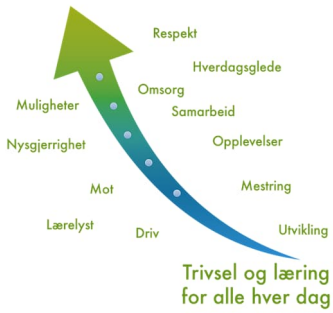 Respekt
Hverdagsglede
Omsorg
Muligheter
Samarbeid
Nysgjerrighet
Opplevelser
Mot
Mestring
Lærelyst
Driv
Utvikling
Trivsel og læring
for alle hver dag